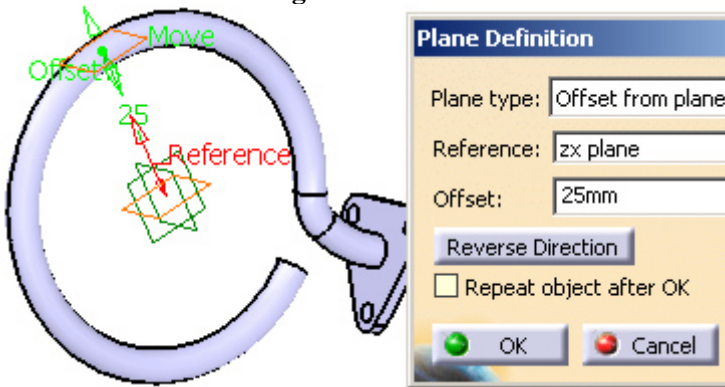 g
Move
Offset
25
Reference
Plane Definition
Plane type: Offset from plane
Reference: zx plane
Offset: 25mm
Reverse Direction
Repeat object after OK
OK Cancel